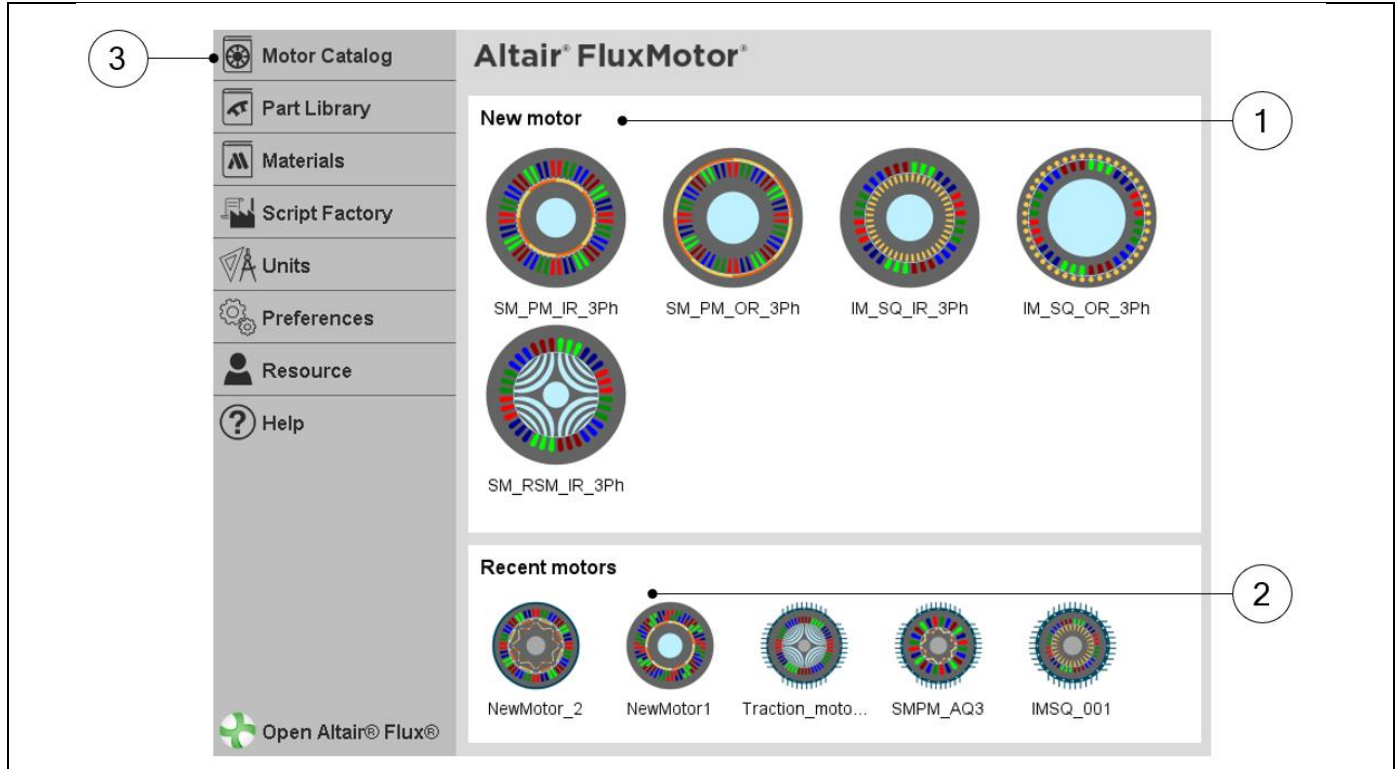 3
Motor Catalog
Part Library
Materials
Script Factory
Units
Preferences
Resource
? Help
Open Altair® Flux®
Altair® FluxMotor®
New motor
1
SM_PM_IR_3Ph SM_PM_OR_3Ph IM_SQ_IR_3Ph IM_SQ_OR_3Ph
SM_RSM_IR_3Ph
Recent motors
2
NewMotor_2 NewMotor1 Traction_moto... SMPM_AQ3 IMSQ_001